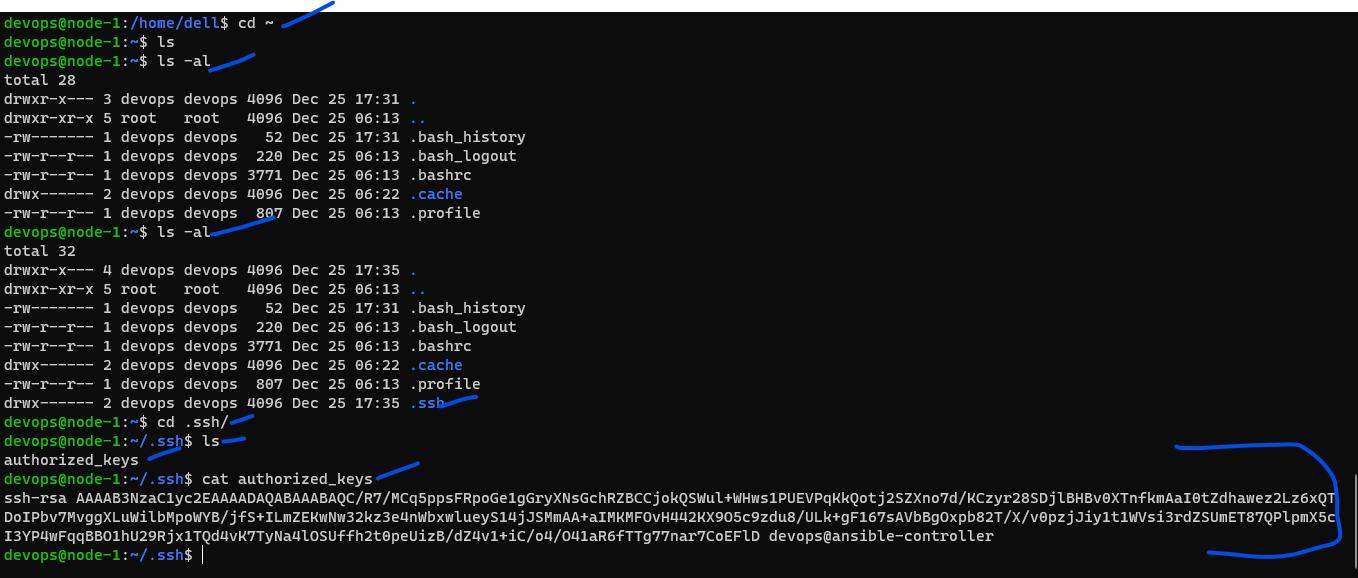 devops@node-1:/home/dell$ cd ~
devops@node-1:~$ ls
devops@node-1:~$ ls -al
total 28
drwxr-x--- 3 devops devops 4096 Dec 25 17:31 .
drwxr-xr-x 5 root   root   4096 Dec 25 06:13 ..
-rw------- 1 devops devops   52 Dec 25 17:31 .bash_history
-rw-r--r-- 1 devops devops  220 Dec 25 06:13 .bash_logout
-rw-r--r-- 1 devops devops 3771 Dec 25 06:13 .bashrc
drwx------ 2 devops devops 4096 Dec 25 06:22 .cache
-rw-r--r-- 1 devops devops  807 Dec 25 06:13 .profile
devops@node-1:~$ ls -al
total 32
drwxr-x--- 4 devops devops 4096 Dec 25 17:35 .
drwxr-xr-x 5 root   root   4096 Dec 25 06:13 ..
-rw------- 1 devops devops   52 Dec 25 17:31 .bash_history
-rw-r--r-- 1 devops devops  220 Dec 25 06:13 .bash_logout
-rw-r--r-- 1 devops devops 3771 Dec 25 06:13 .bashrc
drwx------ 2 devops devops 4096 Dec 25 06:22 .cache
-rw-r--r-- 1 devops devops  807 Dec 25 06:13 .profile
drwx------ 2 devops devops 4096 Dec 25 17:35 .ssh
devops@node-1:~$ cd .ssh/
devops@node-1:~/.ssh$ ls
authorized_keys
devops@node-1:~/.ssh$ cat authorized_keys
ssh-rsa AAAAB3NzaC1yc2EAAAADAQABAAABAQC/R7/MCq5ppsFRpoGe1gGryXNsGchRZBCCjokQSWul+WHws1PUEVPqKkQotj2SZXno7d/KCzyr28SDjlBHBv0XTnfkmAaI0tZdhawez2Lz6xQT
DoIPbv7MvggXLuWilbMpoWYB/jfS+ILmZEKwNw32kz3e4nWbxwlueyS14jJSMmAA+aIMKMFOvH442KX9O5c9zdu8/ULk+gF167sAVbBgOxpb82T/X/v0pzjJiy1t1WVsi3rdZSUmET87QPlpmX5c
I3YP4wFqqBBO1hU29Rjx1TQd4vK7TyNa4lOSUffh2t0peUizB/dZ4v1+iC/o4/O41aR6fTTg77nar7CoEFlD devops@ansible-controller
devops@node-1:~/.ssh$